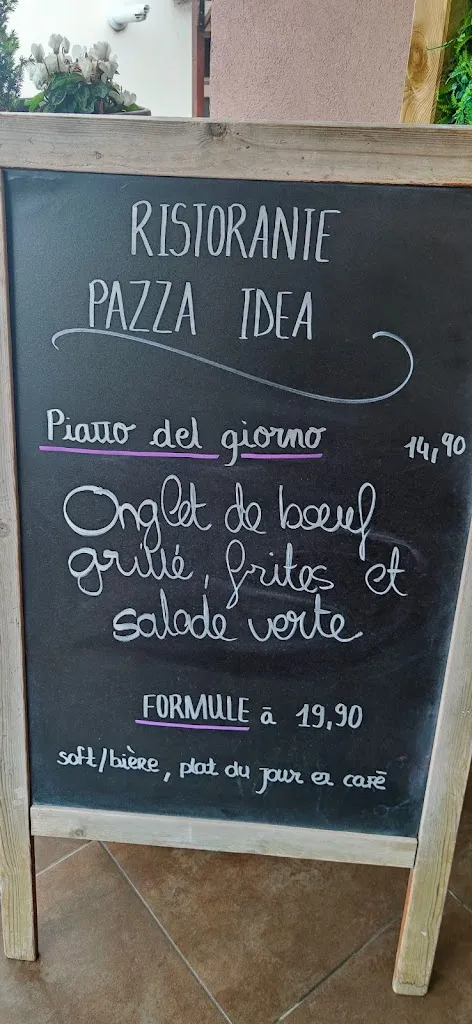 RISTORANTE
PAZZA IDEA
Piatto del giorno 14,90
Onglet de bœuf
grillé, frites et
salade verte
FORMULE à 19,90
soft/bière, plat du jour et café